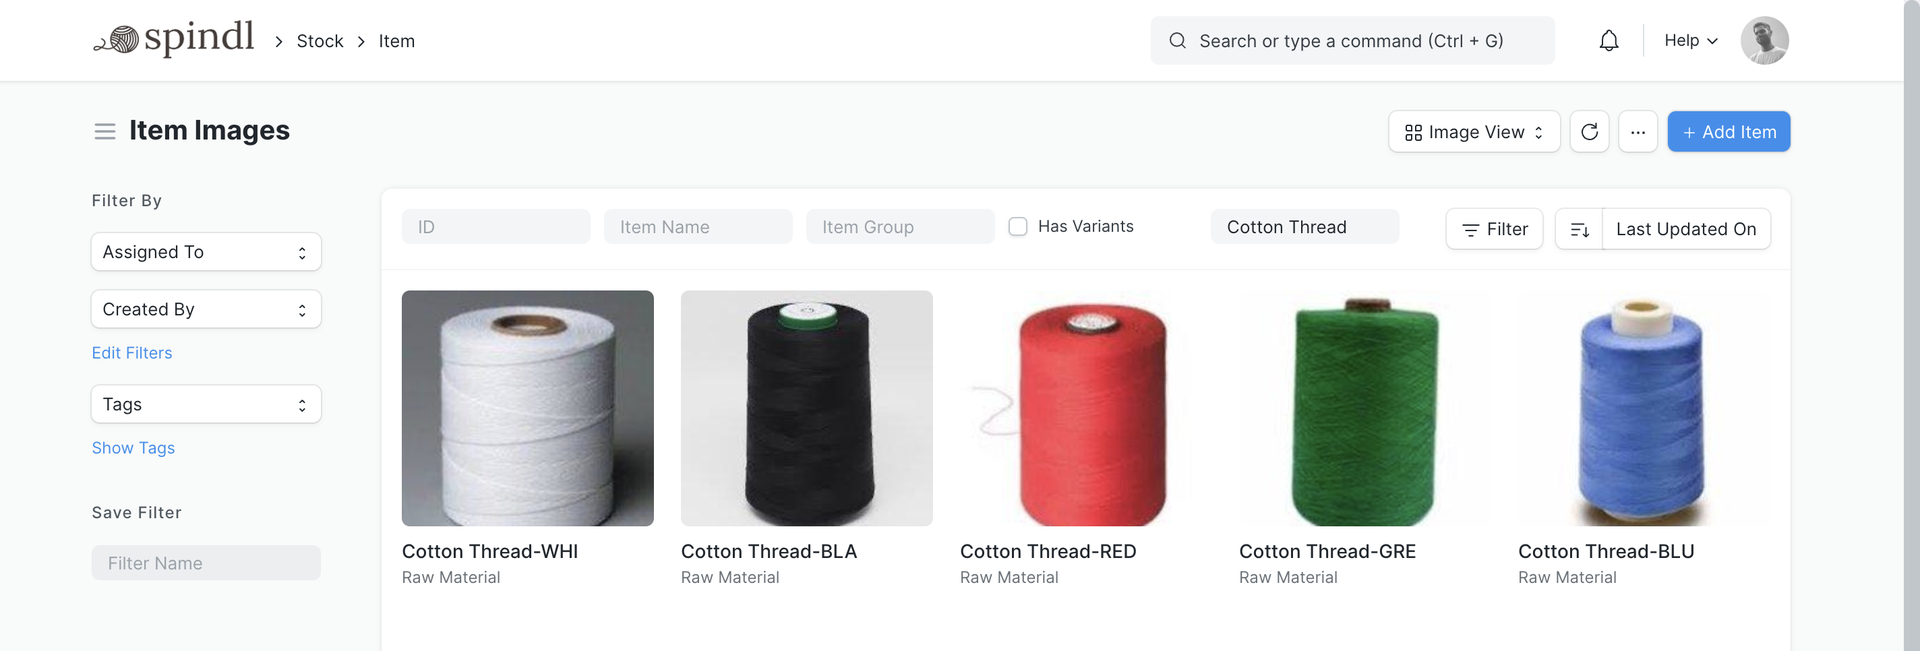 spindl
Stock
Item
Search or type a command (Ctrl + G)
Help
Item Images
Image View
...
+ Add Item
Filter By
Assigned To
Created By
Edit Filters
Tags
Show Tags
Save Filter
Filter Name
ID
Item Name
Item Group
Has Variants
Cotton Thread
Filter
Last Updated On
Cotton Thread-WHI
Raw Material
Cotton Thread-BLA
Raw Material
Cotton Thread-RED
Raw Material
Cotton Thread-GRE
Raw Material
Cotton Thread-BLU
Raw Material